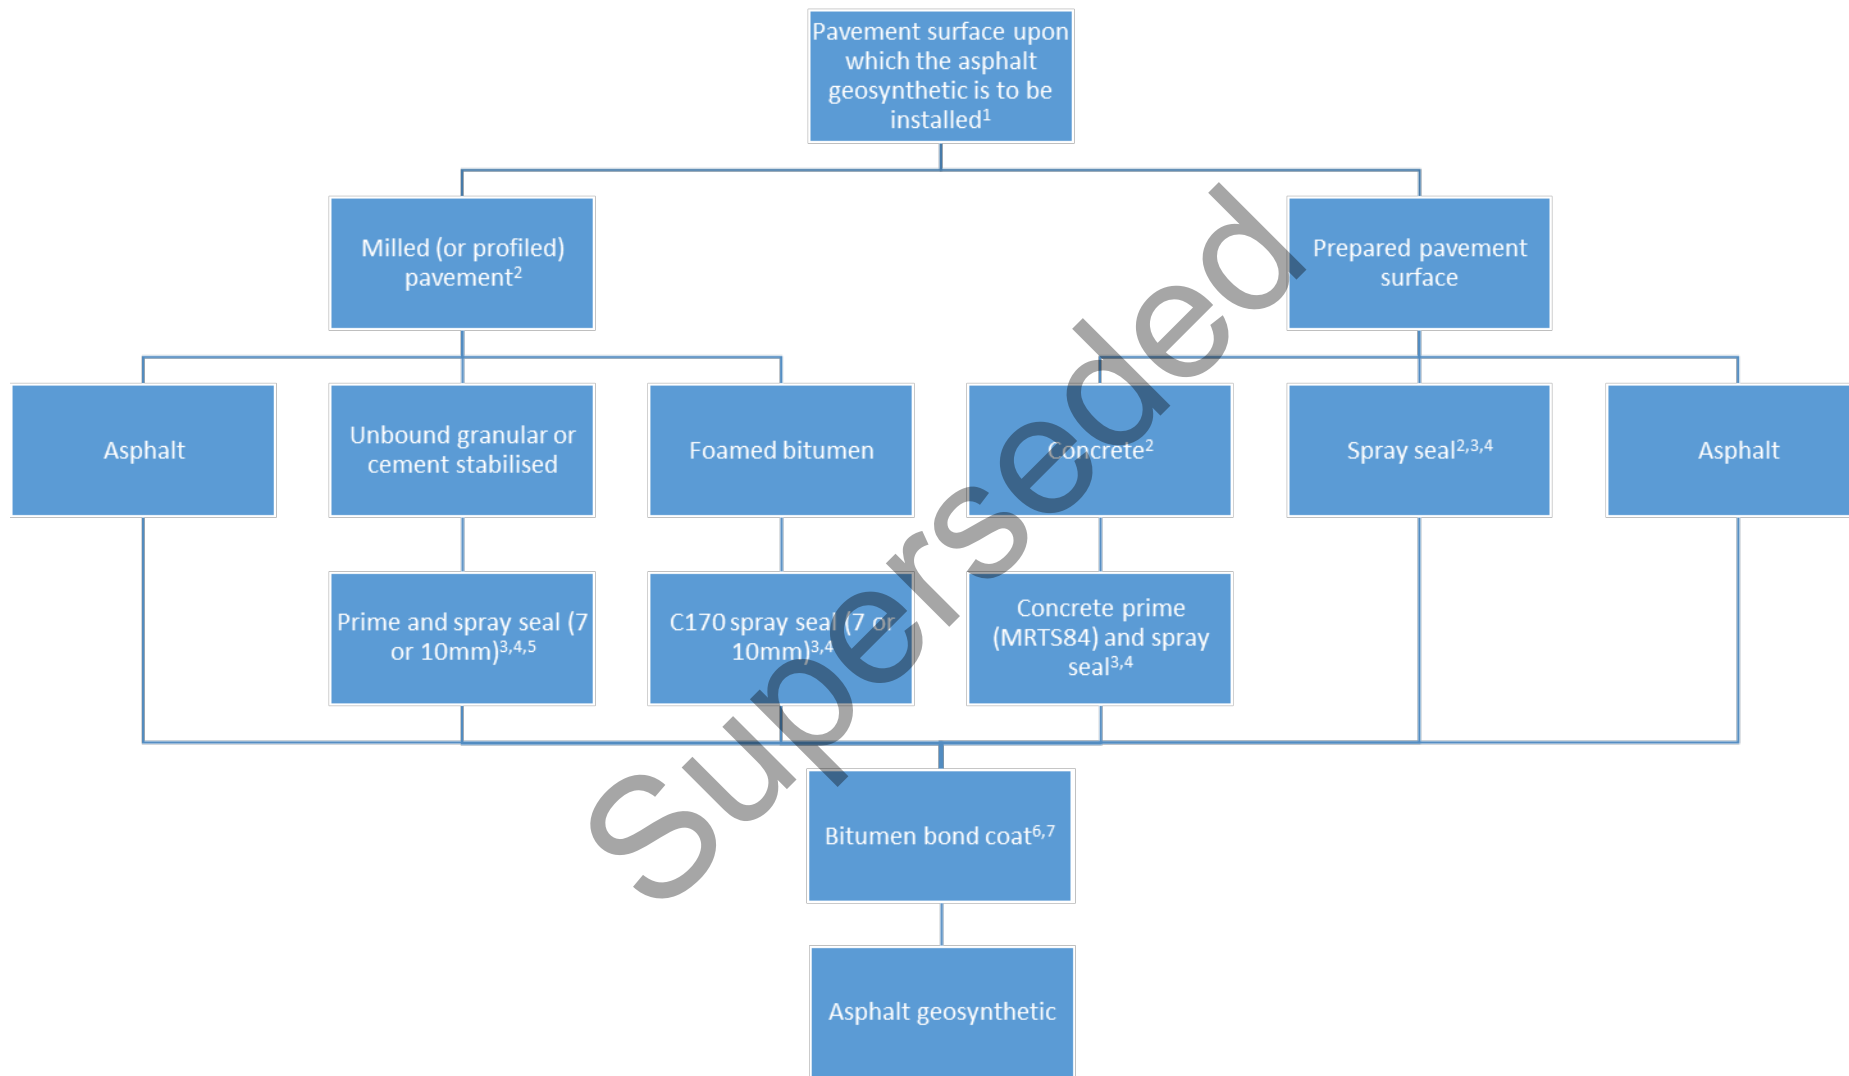 Pavement surface upon
which the asphalt
geosynthetic is to be
installed1
Milled (or profiled)
pavement2
Prepared pavement
surface
Asphalt
Unbound granular or
cement stabilised
Foamed bitumen
Concrete2
Spray seal2,3,4
Asphalt
Prime and spray seal (7
or 10mm)3,4,5
C170 spray seal (7 or
10mm)3,4
Concrete prime
(MRTS84) and spray
seal3,4
Bitumen bond coat6,7
Asphalt geosynthetic
Superseded